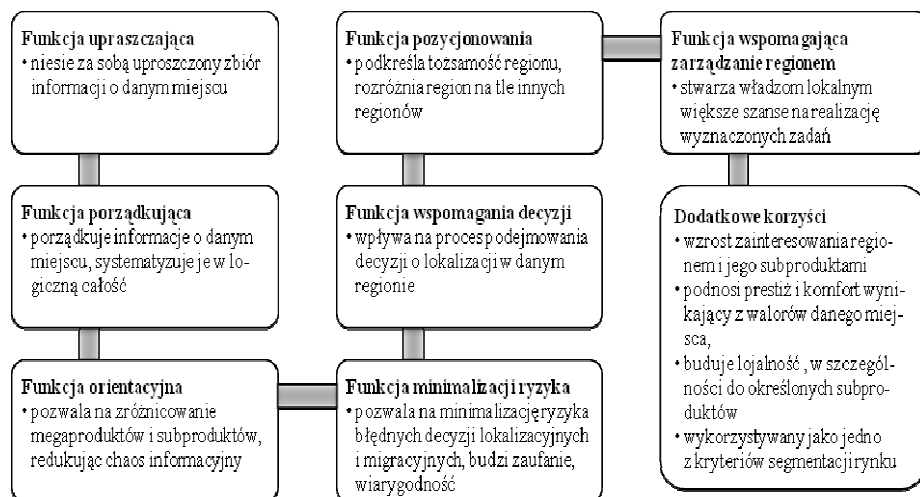 Funkcja upraszczająca
• niesie za sobą uproszczony zbiór
informacji o danym miejscu
Funkcja porządkująca
• porządkuje informacje o danym
miejscu, systematyzuje je w lo-
giczną całość
Funkcja orientacyjna
• pozwala na zróżnicowanie
megaproduktów i subproduktów,
redukując chaos informacyjny
Funkcja minimalizacji ryzyka
• pozwala na minimalizację ryzyka
błędnych decyzji lokalizacyjnych
i migracyjnych, budzi zaufanie,
wiarygodność
Funkcja wspomagania decyzji
• wpływa na proces podejmowania
decyzji o lokalizacji w danym
regionie
Funkcja pozycjonowania
• podkreśla tożsamość regionu,
rozróżnia region na tle innych
regionów
Funkcja wspomagająca
zarządzanie regionem
• stwarza władzom lokalnym
większe szanse na realizację
wyznaczonych zadań
Dodatkowe korzyści
• wzrost zainteresowania regio-
nem i jego subproduktami
• podnosi prestiż i komfort wyni-
kający z walorów danego miej-
sca,
• buduje lojalność , w szczegól-
ności do określonych subpro-
duktów
• wykorzystywany jako jedno
z kryteriów segmentacji rynku